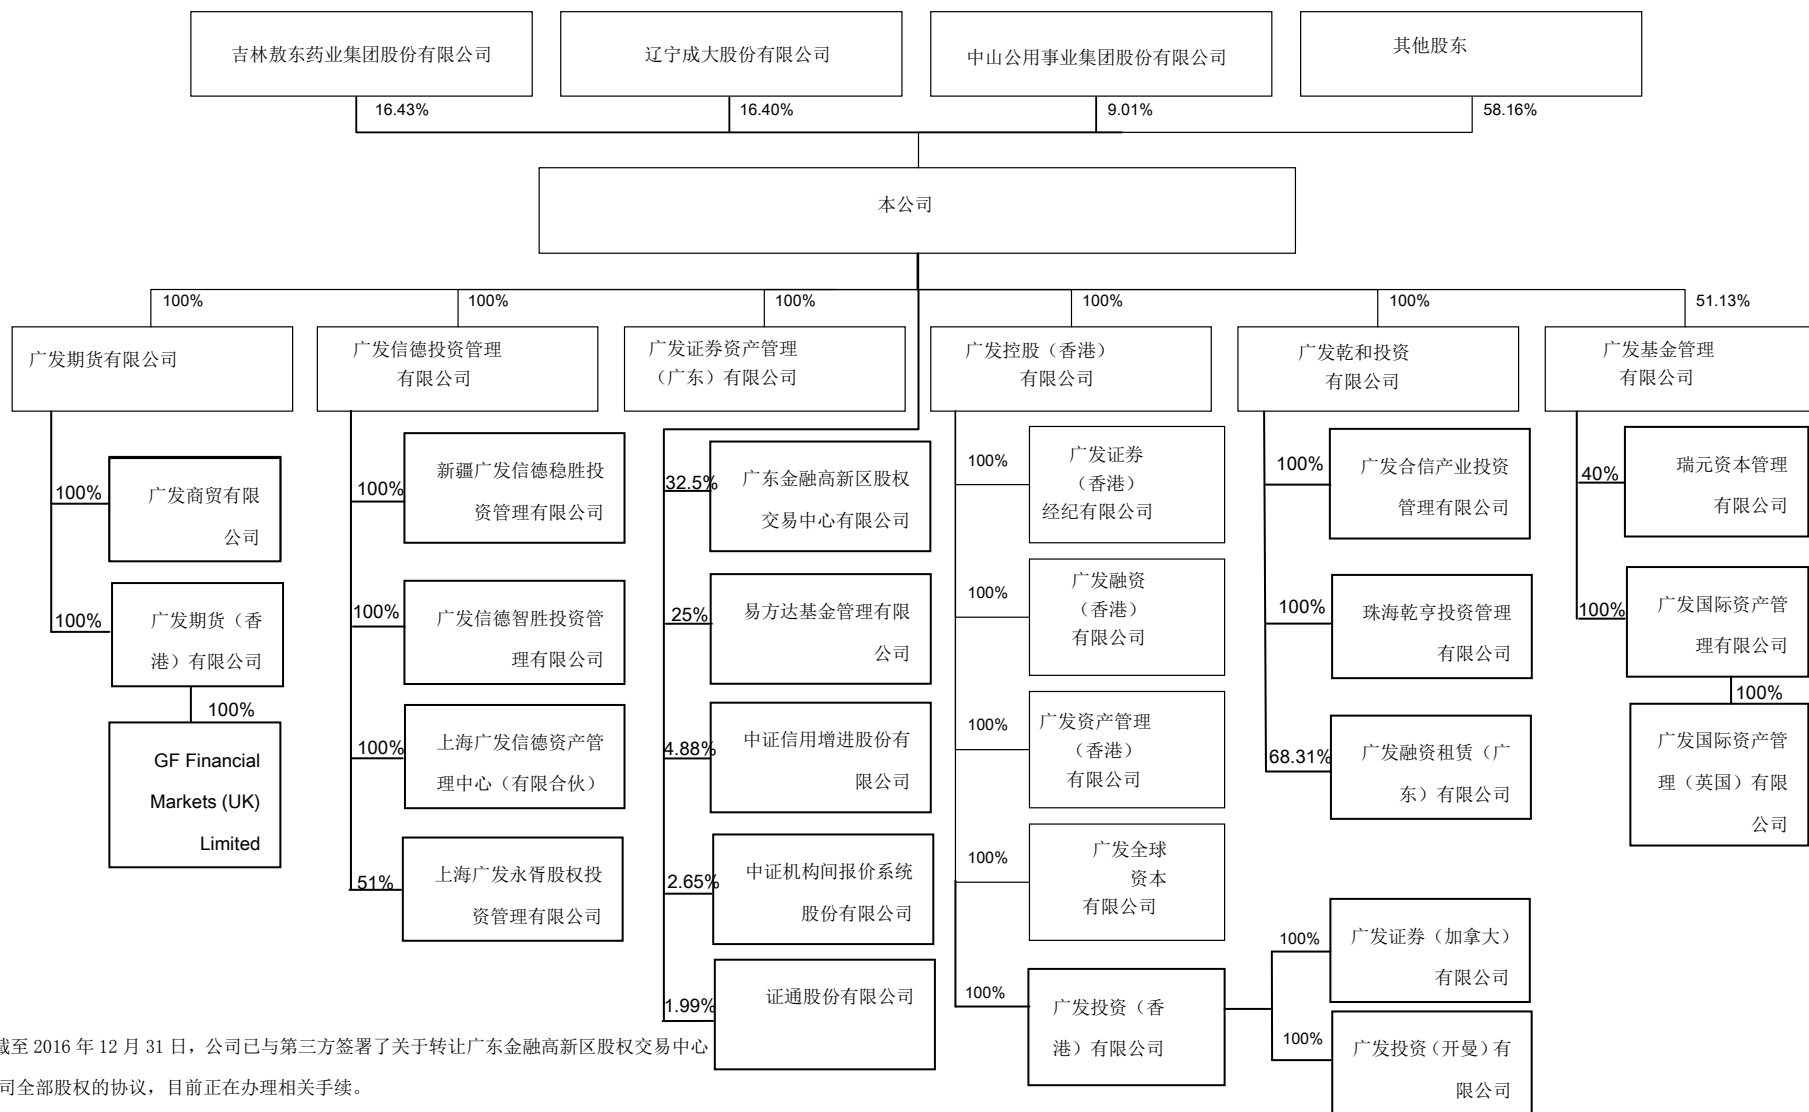 吉林敖东药业集团股份有限公司
辽宁成大股份有限公司
中山公用事业集团股份有限公司
其他股东
16.43%
16.40%
9.01%
58.16%
本公司
100%
100%
100%
100%
100%
51.13%
广发期货有限公司
广发信德投资管理
有限公司
广发证券资产管理
（广东）有限公司
广发控股（香港）
有限公司
广发乾和投资
有限公司
广发基金管理
有限公司
100%
广发商贸有限
公司
100%
广发期货（香
港）有限公司
100%
GF Financial
Markets (UK)
Limited
100%
新疆广发信德稳胜投
资管理有限公司
100%
广发信德智胜投资管
理有限公司
100%
上海广发信德资产管
理中心（有限合伙）
51%
上海广发永胥股权投
资管理有限公司
32.5%
广东金融高新区股权
交易中心有限公司
25%
易方达基金管理有限
公司
4.88%
中证信用增进股份有
限公司
2.65%
中证机构间报价系统
股份有限公司
1.99%
证通股份有限公司
100%
广发证券
（香港）
经纪有限公司
100%
广发融资
（香港）
有限公司
100%
广发资产管理
（香港）
有限公司
100%
广发全球
资本
有限公司
100%
广发投资（香
港）有限公司
100%
广发证券（加拿大）
有限公司
100%
广发投资（开曼）有
限公司
100%
广发合信产业投资
管理有限公司
100%
珠海乾亨投资管理
有限公司
68.31%
广发融资租赁（广
东）有限公司
40%
瑞元资本管理
有限公司
100%
广发国际资产管
理有限公司
100%
广发国际资产管
理（英国）有限
公司
截至 2016 年 12 月 31 日，公司已与第三方签署了关于转让广东金融高新区股权交易中心
司全部股权的协议，目前正在办理相关手续。